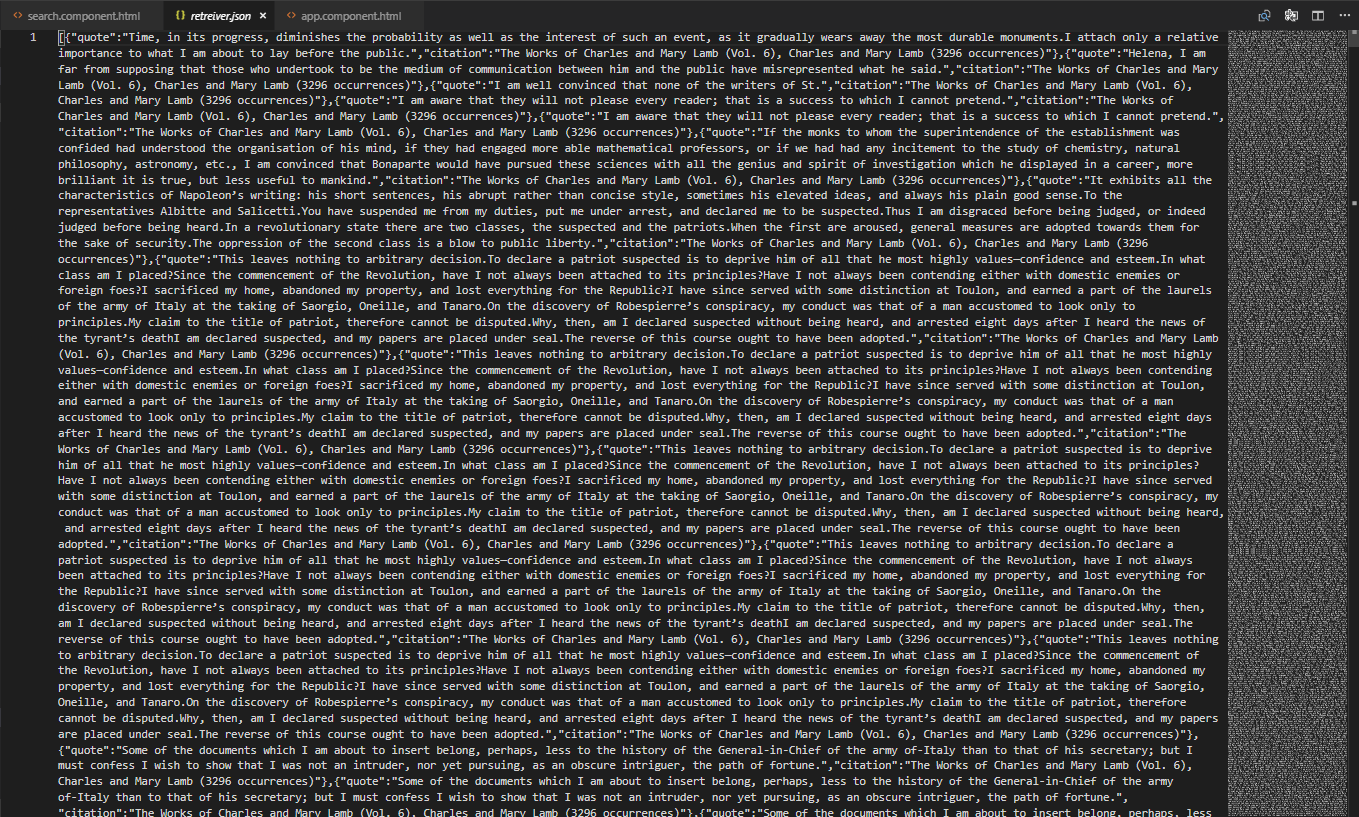 search.component.html
retreiver.json
app.component.html
1
[{"quote":"Time, in its progress, diminishes the probability as well as the interest of such an event, as it gradually wears away the most durable monuments.I attach only a relative
importance to what I am about to lay before the public.","citation":"The Works of Charles and Mary Lamb (Vol. 6), Charles and Mary Lamb (3296 occurrences)"},{"quote":"Helena, I am
far from supposing that those who undertook to be the medium of communication between him and the public have misrepresented what he said.","citation":"The Works of Charles and Mary
Lamb (Vol. 6), Charles and Mary Lamb (3296 occurrences)"},{"quote":"I am well convinced that none of the writers of St.","citation":"The Works of Charles and Mary Lamb (Vol. 6),
Charles and Mary Lamb (3296 occurrences)"},{"quote":"I am aware that they will not please every reader; that is a success to which I cannot pretend.","citation":"The Works of
Charles and Mary Lamb (Vol. 6), Charles and Mary Lamb (3296 occurrences)"},{"quote":"I am aware that they will not please every reader; that is a success to which I cannot pretend.",
"citation":"The Works of Charles and Mary Lamb (Vol. 6), Charles and Mary Lamb (3296 occurrences)"},{"quote":"If the monks to whom the superintendence of the establishment was
confided had understood the organisation of his mind, if they had engaged more able mathematical professors, or if we had had any incitement to the study of chemistry, natural
philosophy, astronomy, etc., I am convinced that Bonaparte would have pursued these sciences with all the genius and spirit of investigation which he displayed in a career, more
brilliant it is true, but less useful to mankind.","citation":"The Works of Charles and Mary Lamb (Vol. 6), Charles and Mary Lamb (3296 occurrences)"},{"quote":"It exhibits all the
characteristics of Napoleon’s writing: his short sentences, his abrupt rather than concise style, sometimes his elevated ideas, and always his plain good sense.To the
representatives Albitte and Salicetti.You have suspended me from my duties, put me under arrest, and declared me to be suspected.Thus I am disgraced before being judged, or indeed
judged before being heard.In a revolutionary state there are two classes, the suspected and the patriots.When the first are aroused, general measures are adopted towards them for
the sake of security.The oppression of the second class is a blow to public liberty.","citation":"The Works of Charles and Mary Lamb (Vol. 6), Charles and Mary Lamb (3296
occurrences)"},{"quote":"This leaves nothing to arbitrary decision.To declare a patriot suspected is to deprive him of all that he most highly values—confidence and esteem.In what
class am I placed?Since the commencement of the Revolution, have I not always been attached to its principles?Have I not always been contending either with domestic enemies or
foreign foes?I sacrificed my home, abandoned my property, and lost everything for the Republic?I have since served with some distinction at Toulon, and earned a part of the laurels
of the army of Italy at the taking of Saorgio, Oneille, and Tanaro.On the discovery of Robespierre’s conspiracy, my conduct was that of a man accustomed to look only to
principles.My claim to the title of patriot, therefore cannot be disputed.Why, then, am I declared suspected without being heard, and arrested eight days after I heard the news of
the tyrant’s deathI am declared suspected, and my papers are placed under seal.The reverse of this course ought to have been adopted.","citation":"The Works of Charles and Mary Lamb
(Vol. 6), Charles and Mary Lamb (3296 occurrences)"},{"quote":"This leaves nothing to arbitrary decision.To declare a patriot suspected is to deprive him of all that he most highly
values—confidence and esteem.In what class am I placed?Since the commencement of the Revolution, have I not always been attached to its principles?Have I not always been contending
either with domestic enemies or foreign foes?I sacrificed my home, abandoned my property, and lost everything for the Republic?I have since served with some distinction at Toulon,
and earned a part of the laurels of the army of Italy at the taking of Saorgio, Oneille, and Tanaro.On the discovery of Robespierre’s conspiracy, my conduct was that of a man
accustomed to look only to principles.My claim to the title of patriot, therefore cannot be disputed.Why, then, am I declared suspected without being heard, and arrested eight days
after I heard the news of the tyrant’s deathI am declared suspected, and my papers are placed under seal.The reverse of this course ought to have been adopted.","citation":"The
Works of Charles and Mary Lamb (Vol. 6), Charles and Mary Lamb (3296 occurrences)"},{"quote":"This leaves nothing to arbitrary decision.To declare a patriot suspected is to deprive
him of all that he most highly values—confidence and esteem.In what class am I placed?Since the commencement of the Revolution, have I not always been attached to its principles?
Have I not always been contending either with domestic enemies or foreign foes?I sacrificed my home, abandoned my property, and lost everything for the Republic?I have since served
with some distinction at Toulon, and earned a part of the laurels of the army of Italy at the taking of Saorgio, Oneille, and Tanaro.On the discovery of Robespierre’s conspiracy, my
conduct was that of a man accustomed to look only to principles.My claim to the title of patriot, therefore cannot be disputed.Why, then, am I declared suspected without being heard,
and arrested eight days after I heard the news of the tyrant’s deathI am declared suspected, and my papers are placed under seal.The reverse of this course ought to have been
adopted.","citation":"The Works of Charles and Mary Lamb (Vol. 6), Charles and Mary Lamb (3296 occurrences)"},{"quote":"This leaves nothing to arbitrary decision.To declare a
patriot suspected is to deprive him of all that he most highly values—confidence and esteem.In what class am I placed?Since the commencement of the Revolution, have I not always
been attached to its principles?Have I not always been contending either with domestic enemies or foreign foes?I sacrificed my home, abandoned my property, and lost everything for
the Republic?I have since served with some distinction at Toulon, and earned a part of the laurels of the army of Italy at the taking of Saorgio, Oneille, and Tanaro.On the
discovery of Robespierre’s conspiracy, my conduct was that of a man accustomed to look only to principles.My claim to the title of patriot, therefore cannot be disputed.Why, then,
am I declared suspected without being heard, and arrested eight days after I heard the news of the tyrant’s deathI am declared suspected, and my papers are placed under seal.The
reverse of this course ought to have been adopted.","citation":"The Works of Charles and Mary Lamb (Vol. 6), Charles and Mary Lamb (3296 occurrences)"},{"quote":"This leaves nothing
to arbitrary decision.To declare a patriot suspected is to deprive him of all that he most highly values—confidence and esteem.In what class am I placed?Since the commencement of
the Revolution, have I not always been attached to its principles?Have I not always been contending either with domestic enemies or foreign foes?I sacrificed my home, abandoned my
property, and lost everything for the Republic?I have since served with some distinction at Toulon, and earned a part of the laurels of the army of Italy at the taking of Saorgio,
Oneille, and Tanaro.On the discovery of Robespierre’s conspiracy, my conduct was that of a man accustomed to look only to principles.My claim to the title of patriot, therefore
cannot be disputed.Why, then, am I declared suspected without being heard, and arrested eight days after I heard the news of the tyrant’s deathI am declared suspected, and my papers
are placed under seal.The reverse of this course ought to have been adopted.","citation":"The Works of Charles and Mary Lamb (Vol. 6), Charles and Mary Lamb (3296 occurrences)"},
{"quote":"Some of the documents which I am about to insert belong, perhaps, less to the history of the General-in-Chief of the army of-Italy than to that of his secretary; but I
must confess I wish to show that I was not an intruder, nor yet pursuing, as an obscure intriguer, the path of fortune.","citation":"The Works of Charles and Mary Lamb (Vol. 6),
Charles and Mary Lamb (3296 occurrences)"},{"quote":"Some of the documents which I am about to insert belong, perhaps, less to the history of the General-in-Chief of the army
of-Italy than to that of his secretary; but I must confess I wish to show that I was not an intruder, nor yet pursuing, as an obscure intriguer, the path of fortune.",
"citation":"The Works of Charles and Mary Lamb (Vol. 6), Charles and Mary Lamb (3296 occurrences)"},{"quote":"Some of the documents which I am about to insert belong, perhaps, less